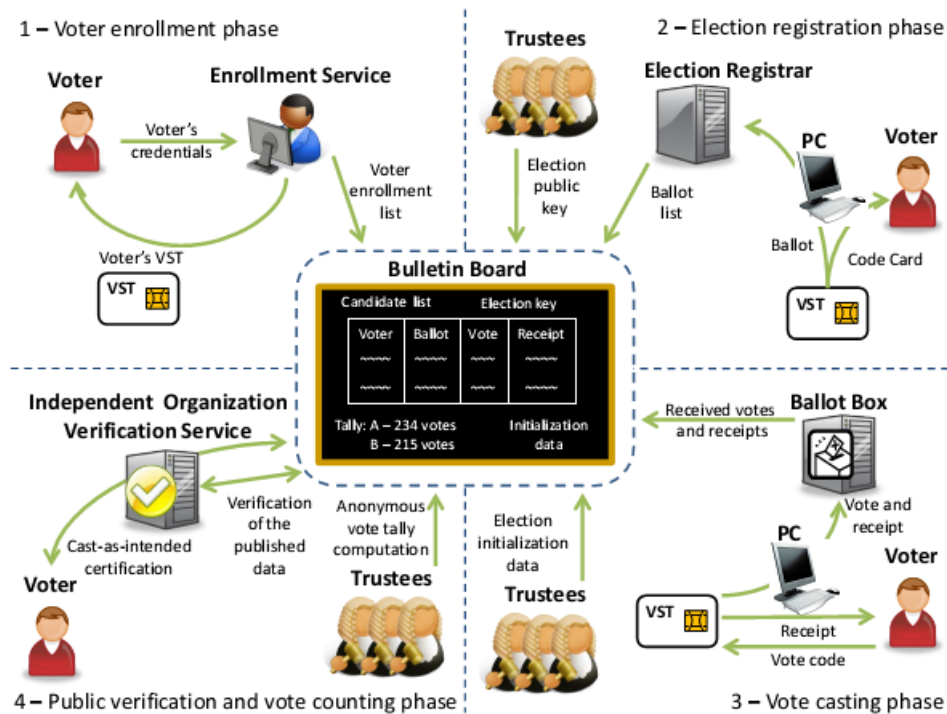 1 – Voter enrollment phase
Voter
Enrollment Service
Voter's
credentials
Voter
enrollment
list
Voter's VST
VST
Trustees
Election
public
key
2 – Election registration phase
Election Registrar
PC
Voter
Ballot
list
Ballot
Code Card
VST
Bulletin Board
Candidate list
Election key
Voter
Ballot
Vote
Receipt
Tally: A – 234 votes
B – 215 votes
Initialization
data
Independent Organization
Verification Service
Verification
of the
published
data
Cast-as-intended
certification
Voter
Anonymous
vote tally
computation
Trustees
4 – Public verification and vote counting phase
Election
initialization
data
Trustees
Received votes
and receipts
Ballot Box
Vote and
receipt
PC
Voter
VST
Receipt
Vote code
3 – Vote casting phase